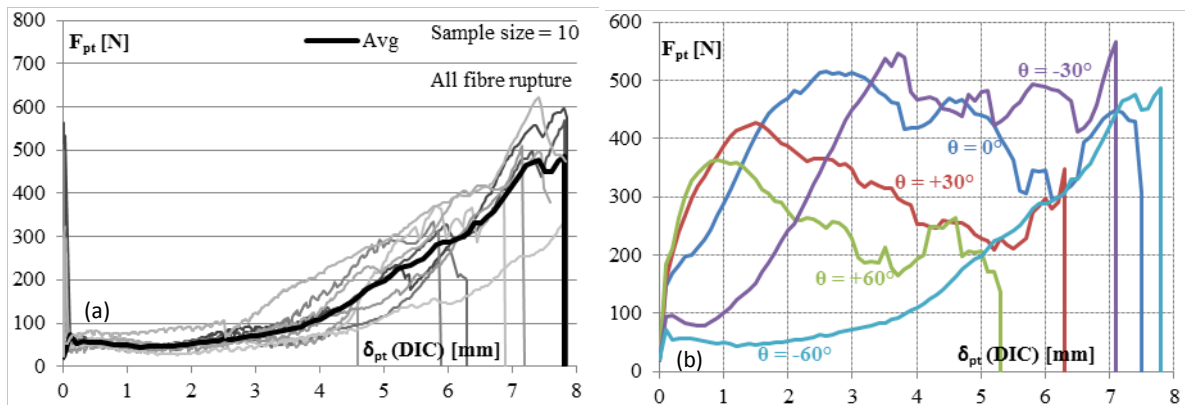 800
700
600
500
400
300
200
100
0
F_pt [N]
Avg
Sample size = 10
All fibre rupture
(a)
δ_pt (DIC) [mm]
0 1 2 3 4 5 6 7 8
600
500
400
300
200
100
0
F_pt [N]
θ = -30°
θ = 0°
θ = +30°
θ = +60°
θ = -60°
(b)
δ_pt (DIC) [mm]
0 1 2 3 4 5 6 7 8